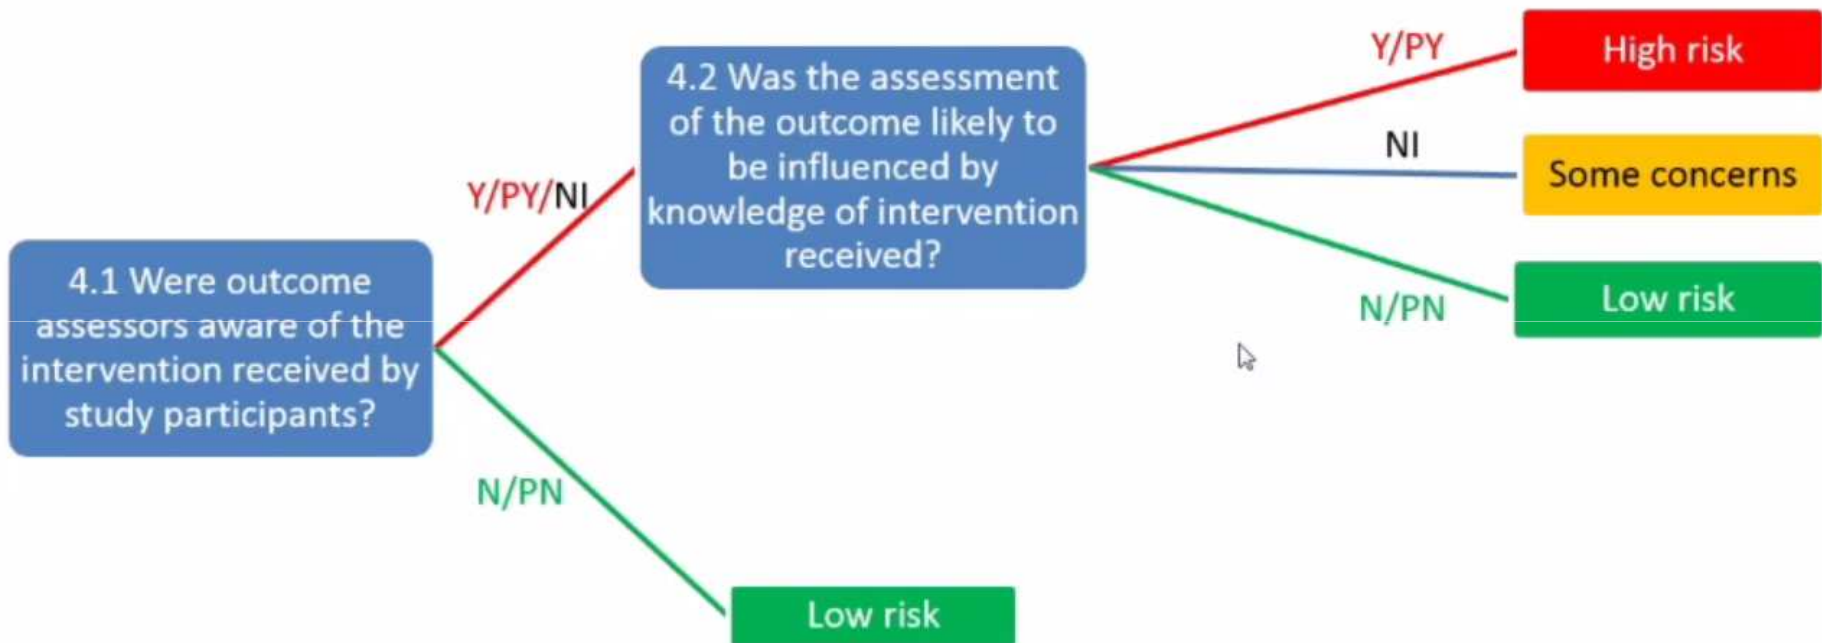 4.1 Were outcome
assessors aware of the
intervention received by
study participants?
Y/PY/NI
N/PN
Low risk
4.2 Was the assessment
of the outcome likely to
be influenced by
knowledge of intervention
received?
Y/PY
High risk
NI
Some concerns
N/PN
Low risk